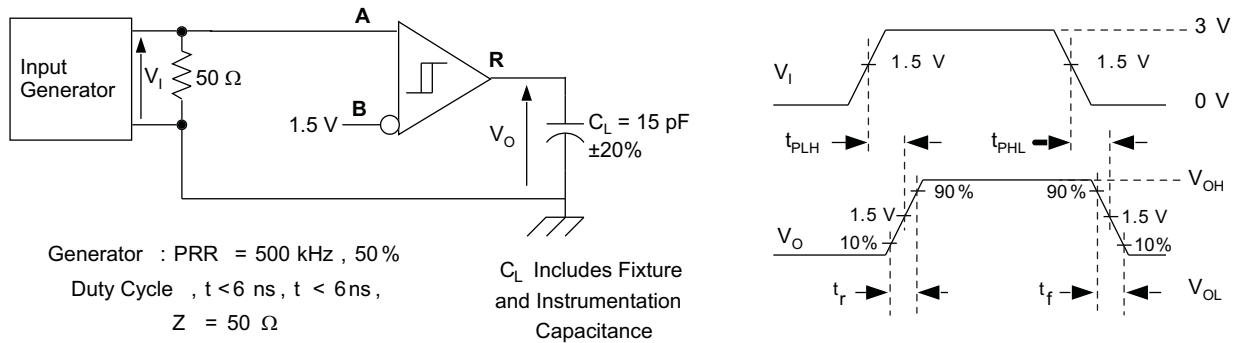 Input
Generator
V_I
50 Ω
A
B
1.5 V
R
V_O
C_L = 15 pF
±20%
Generator : PRR = 500 kHz , 50%
Duty Cycle , t <6 ns , t < 6ns ,
Z = 50 Ω
C_L Includes Fixture
and Instrumentation
Capacitance
3 V
V_I
1.5 V
1.5 V
0 V
t_PLH
t_PHL
V_OH
90%
90%
1.5 V
1.5 V
V_O
10%
10%
t_r
t_f
V_OL